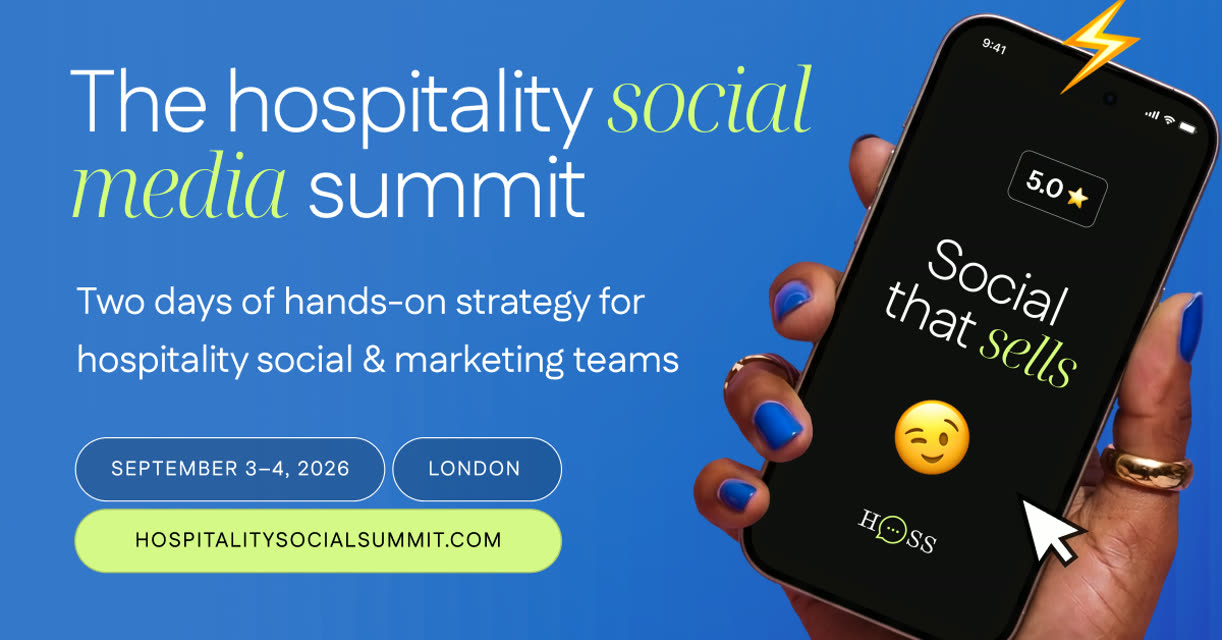 The hospitality social
media summit
Two days of hands-on strategy for
hospitality social & marketing teams
SEPTEMBER 3–4, 2026
LONDON
HOSPITALITYSOCIALSUMMIT.COM
9:41
5.0
Social
that sells
HOSS